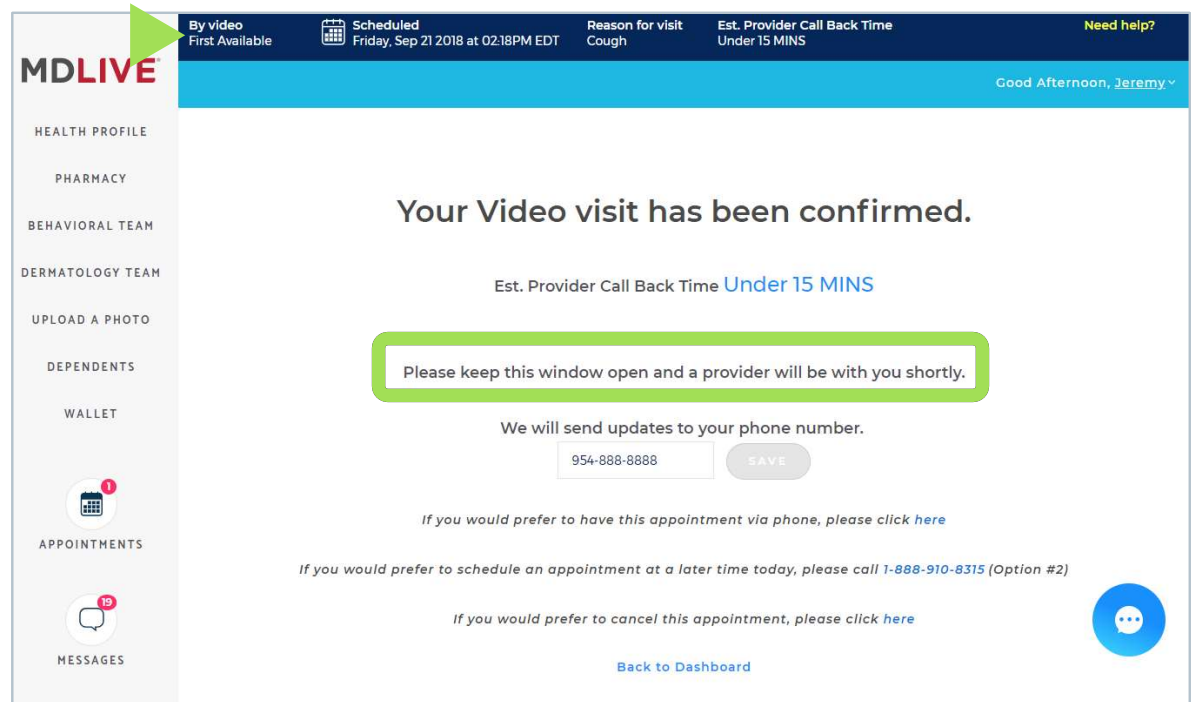 By video
First Available
Scheduled
Friday, Sep 21 2018 at 02:18PM EDT
Reason for visit
Cough
Est. Provider Call Back Time
Under 15 MINS
Need help?
MDLIVE
Good Afternoon, Jeremy
HEALTH PROFILE
PHARMACY
BEHAVIORAL TEAM
DERMATOLOGY TEAM
UPLOAD A PHOTO
DEPENDENTS
WALLET
1
APPOINTMENTS
19
MESSAGES
Your Video visit has been confirmed.
Est. Provider Call Back Time Under 15 MINS
Please keep this window open and a provider will be with you shortly.
We will send updates to your phone number.
954-888-8888 SAVE
If you would prefer to have this appointment via phone, please click here
If you would prefer to schedule an appointment at a later time today, please call 1-888-910-8315 (Option #2)
If you would prefer to cancel this appointment, please click here
Back to Dashboard